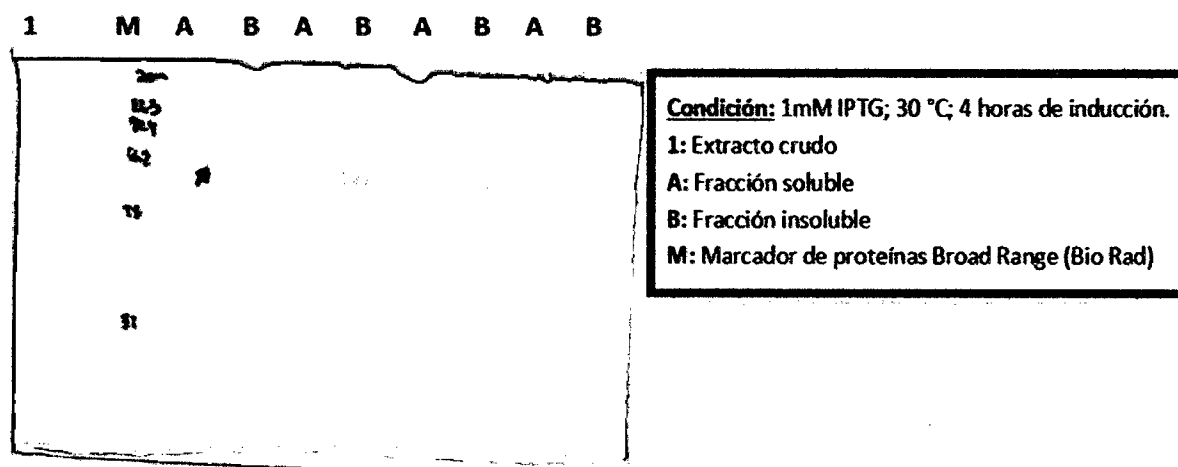 1 M A B A B A B A B
Condición: 1mM IPTG; 30 °C; 4 horas de inducción.
1: Extracto crudo
A: Fracción soluble
B: Fracción insoluble
M: Marcador de proteínas Broad Range (Bio Rad)